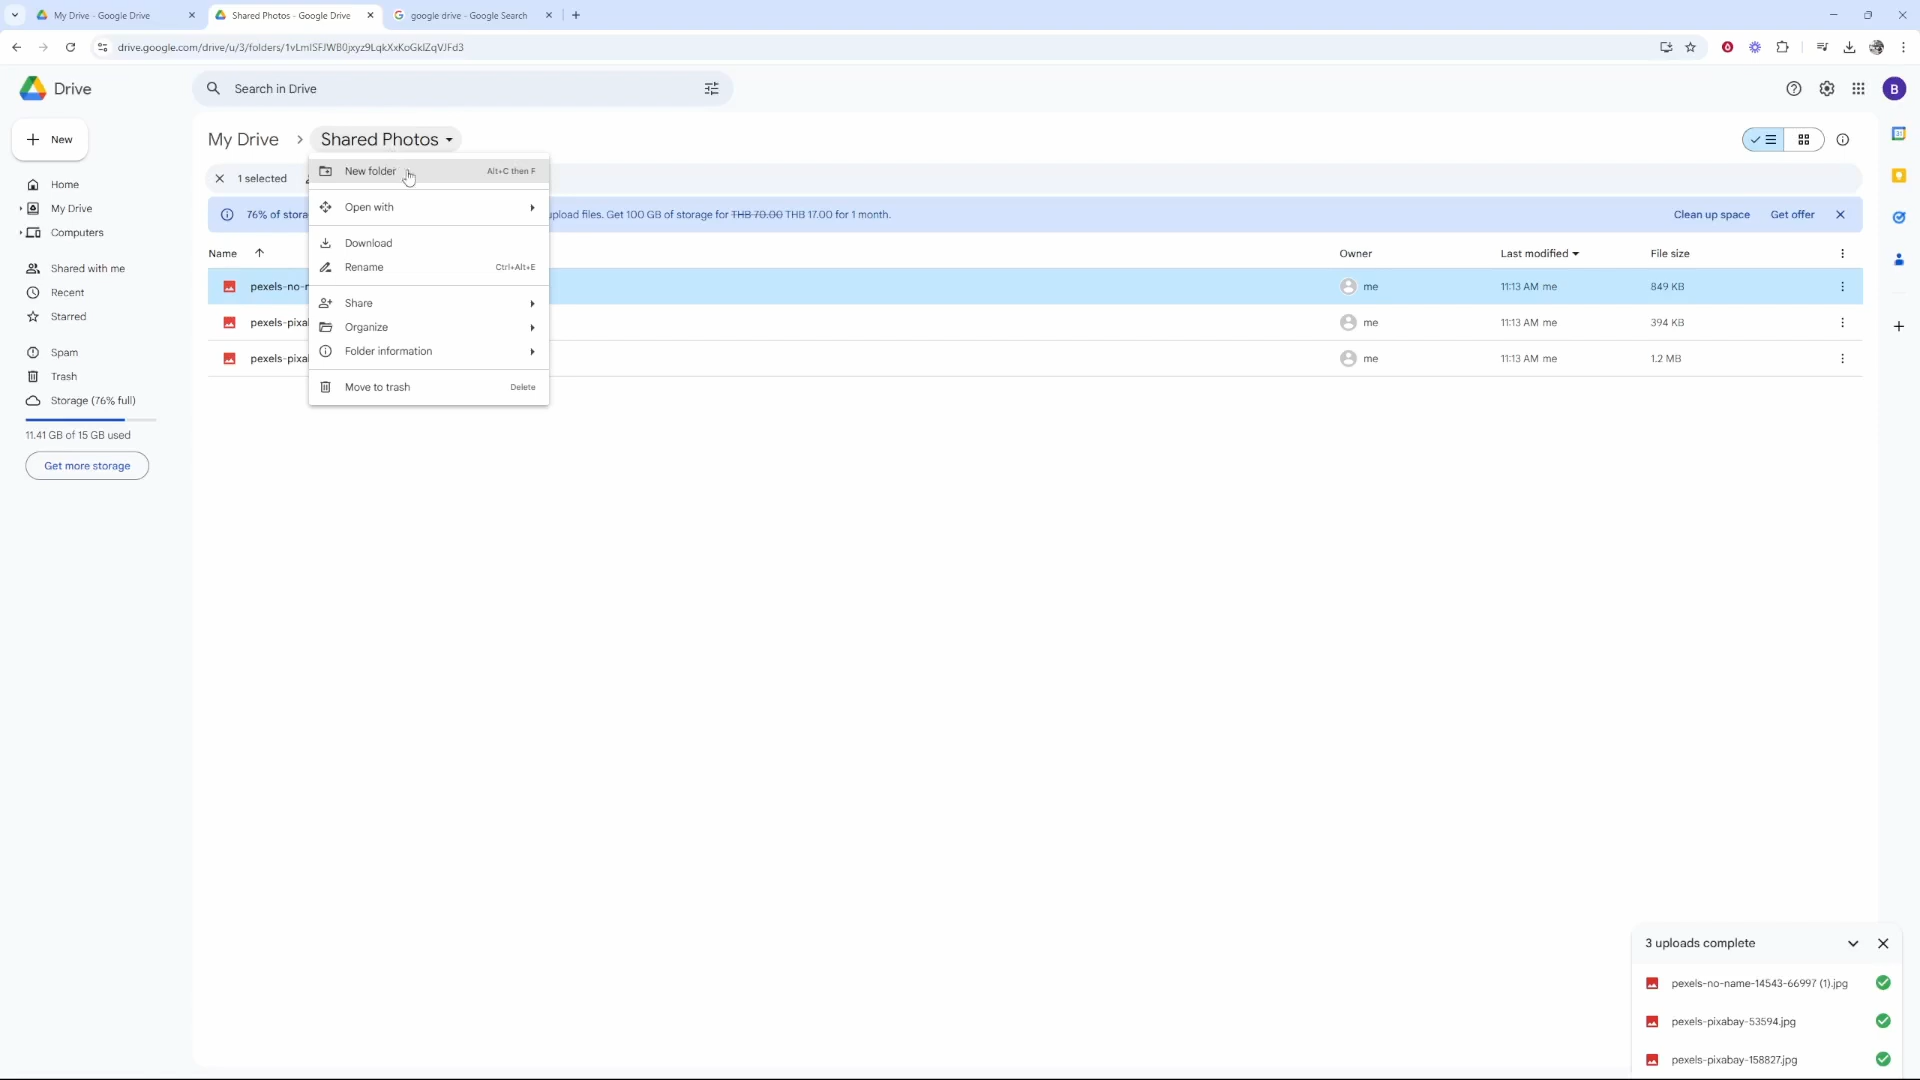 My Drive - Google Drive
Shared Photos - Google Drive
google drive - Google Search
drive.google.com/drive/u/3/folders/1vLmlSFJWB0jxyz9LqkXxKoGklZqVJFd3
Drive
Search in Drive
B
New
My Drive > Shared Photos
Home
My Drive
Computers
Shared with me
Recent
Starred
Spam
Trash
Storage (76% full)
11.41 GB of 15 GB used
Get more storage
1 selected
New folder Alt+C then F
Open with
Download
Rename Ctrl+Alt+E
Share
Organize
Folder information
Move to trash Delete
76% of stora upload files. Get 100 GB of storage for THB 70.00 THB 17.00 for 1 month. Clean up space Get offer
Name Owner Last modified File size
pexels-no-n me 11:13 AM me 849 KB
pexels-pixa me 11:13 AM me 394 KB
pexels-pixa me 11:13 AM me 1.2 MB
3 uploads complete
pexels-no-name-14543-66997 (1).jpg
pexels-pixabay-53594.jpg
pexels-pixabay-158827.jpg